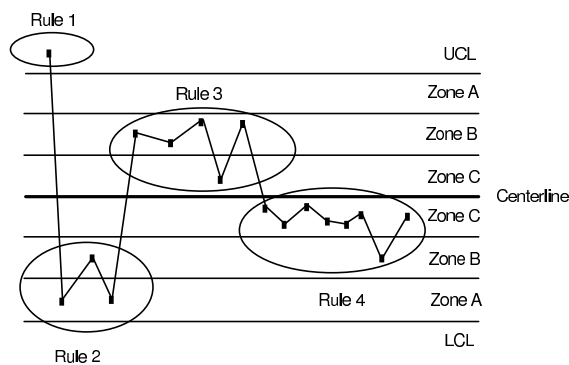 Rule 1
UCL
Zone A
Rule 3
Zone B
Zone C
Centerline
Zone C
Zone B
Rule 4
Zone A
LCL
Rule 2